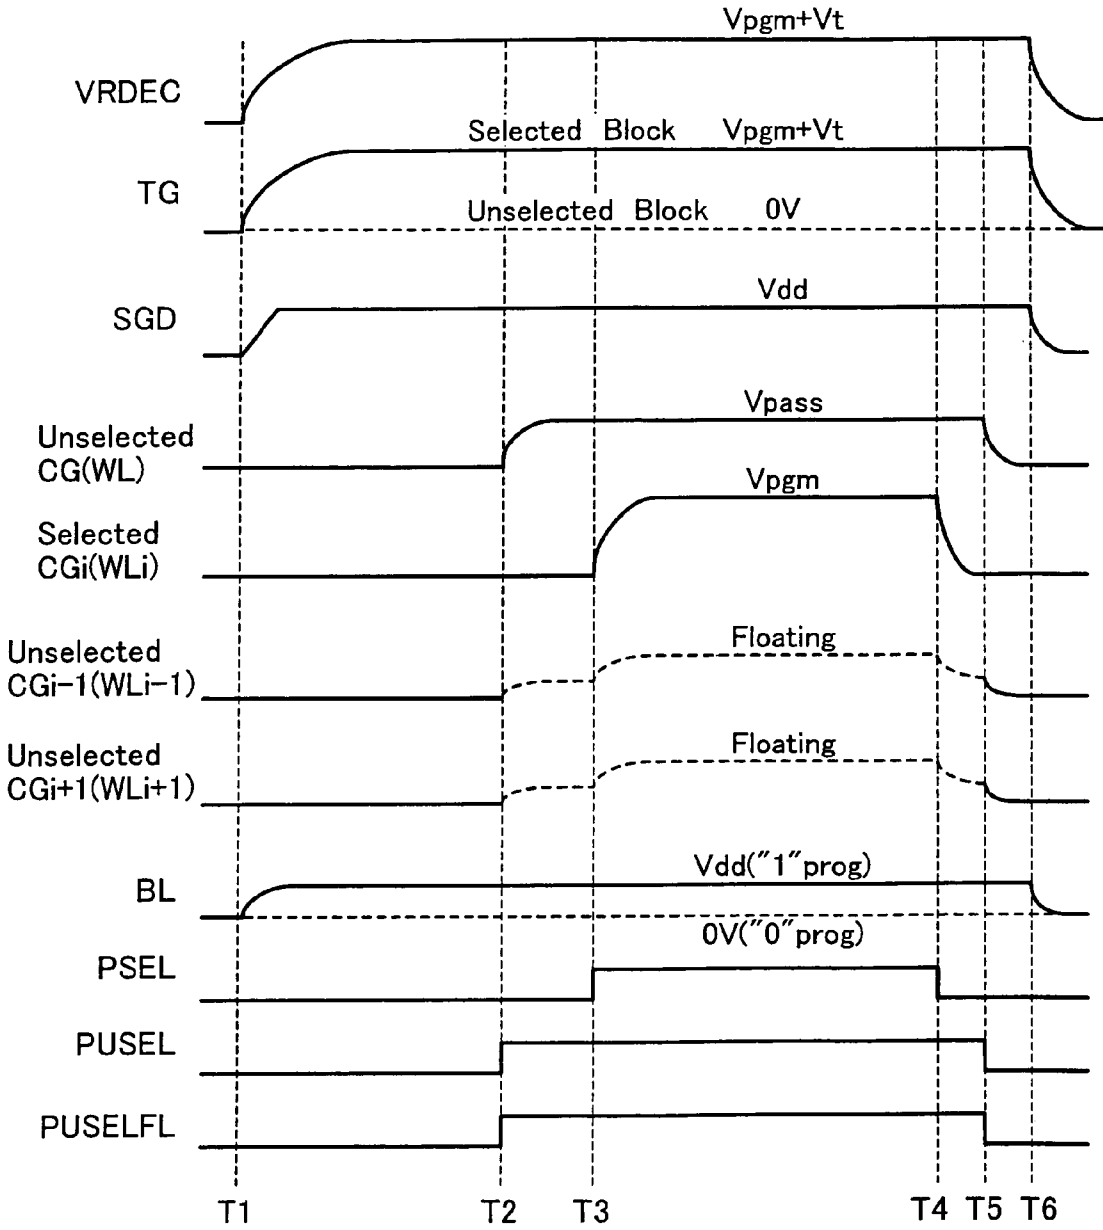 Vpgm+Vt
VRDEC
Selected Block Vpgm+Vt
TG
Unselected Block 0V
Vdd
SGD
Vpass
Unselected
CG(WL)
Vpgm
Selected
CGi(WLi)
Floating
Unselected
CGi-1(WLi-1)
Floating
Unselected
CGi+1(WLi+1)
Vdd("1"prog)
BL
0V("0"prog)
PSEL
PUSEL
PUSELFL
T1 T2 T3 T4 T5 T6